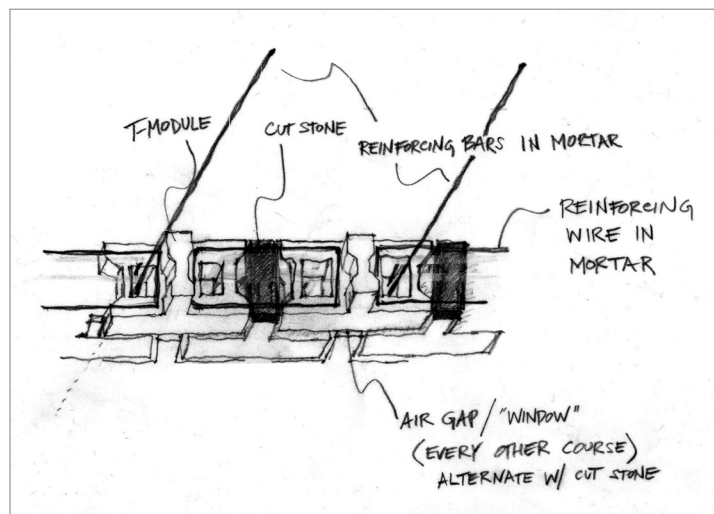 T-MODULE
CUT STONE
REINFORCING BARS IN MORTAR
REINFORCING
WIRE IN
MORTAR
AIR GAP/"WINDOW"
(EVERY OTHER COURSE)
ALTERNATE W/ CUT STONE